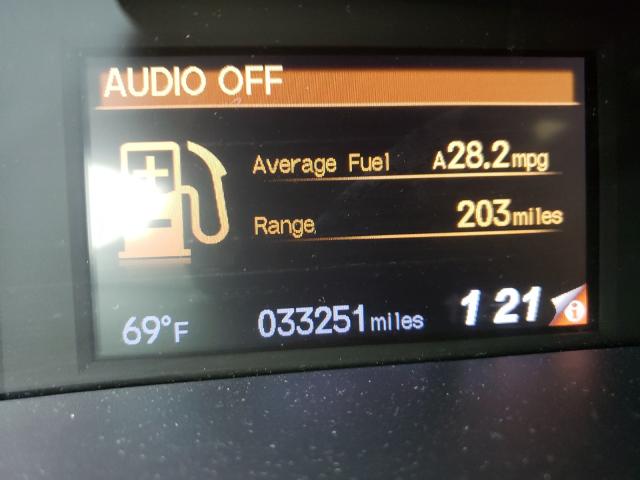 AUDIO OFF
Average Fuel A28.2mpg
Range 203miles
69°F 033251miles 1 21 i